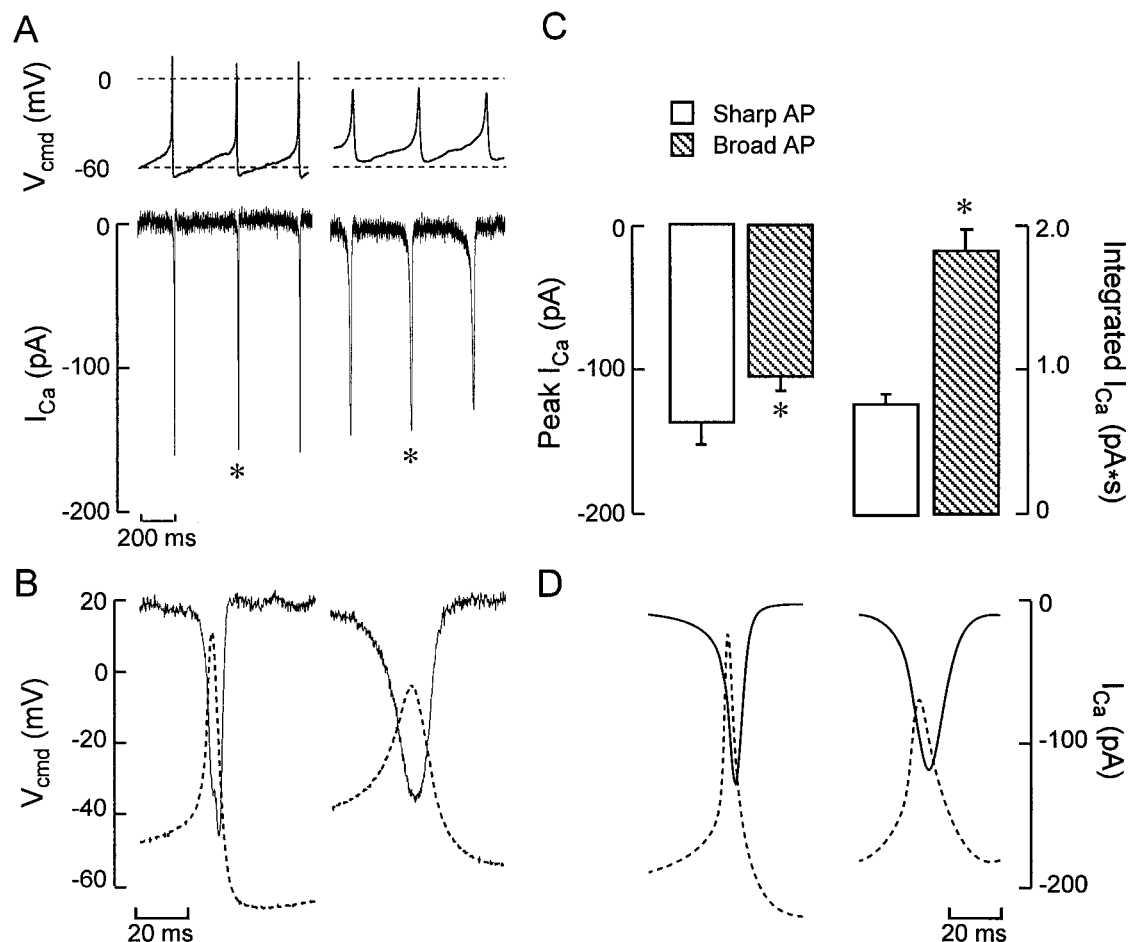 A
V_cmd (mV)
0
-60
I_Ca (pA)
0
-100
-200
*
*
200 ms
C
Sharp AP
Broad AP
Peak I_Ca (pA)
0
-100
-200
*
*
2.0
1.0
0
Integrated I_Ca (pA*s)
B
V_cmd (mV)
20
0
-20
-40
-60
20 ms
D
0
-100
-200
I_Ca (pA)
20 ms